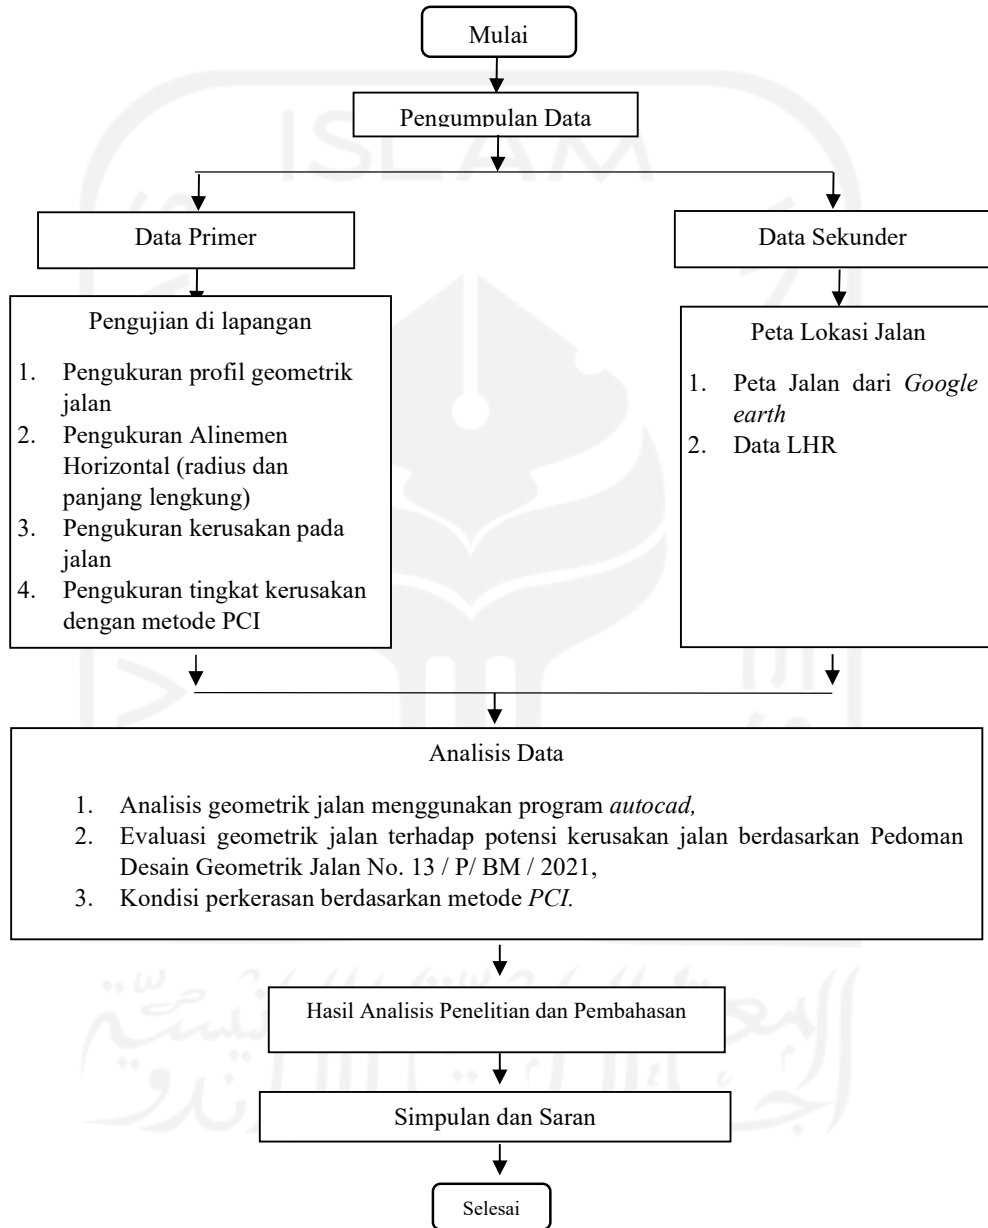 Mulai
Pengumpulan Data
ISLAM
Data Primer
Data Sekunder
Pengujian di lapangan
1. Pengukuran profil geometrik
jalan
2. Pengukuran Alinemen
Horizontal (radius dan
panjang lengkung)
3. Pengukuran kerusakan pada
jalan
4. Pengukuran tingkat kerusakan
dengan metode PCI
Peta Lokasi Jalan
1. Peta Jalan dari Google
earth
2. Data LHR
Analisis Data
1. Analisis geometrik jalan menggunakan program autocad,
2. Evaluasi geometrik jalan terhadap potensi kerusakan jalan berdasarkan Pedoman
Desain Geometrik Jalan No. 13 / P/ BM / 2021,
3. Kondisi perkerasan berdasarkan metode PCI.
Hasil Analisis Penelitian dan Pembahasan
Simpulan dan Saran
Selesai